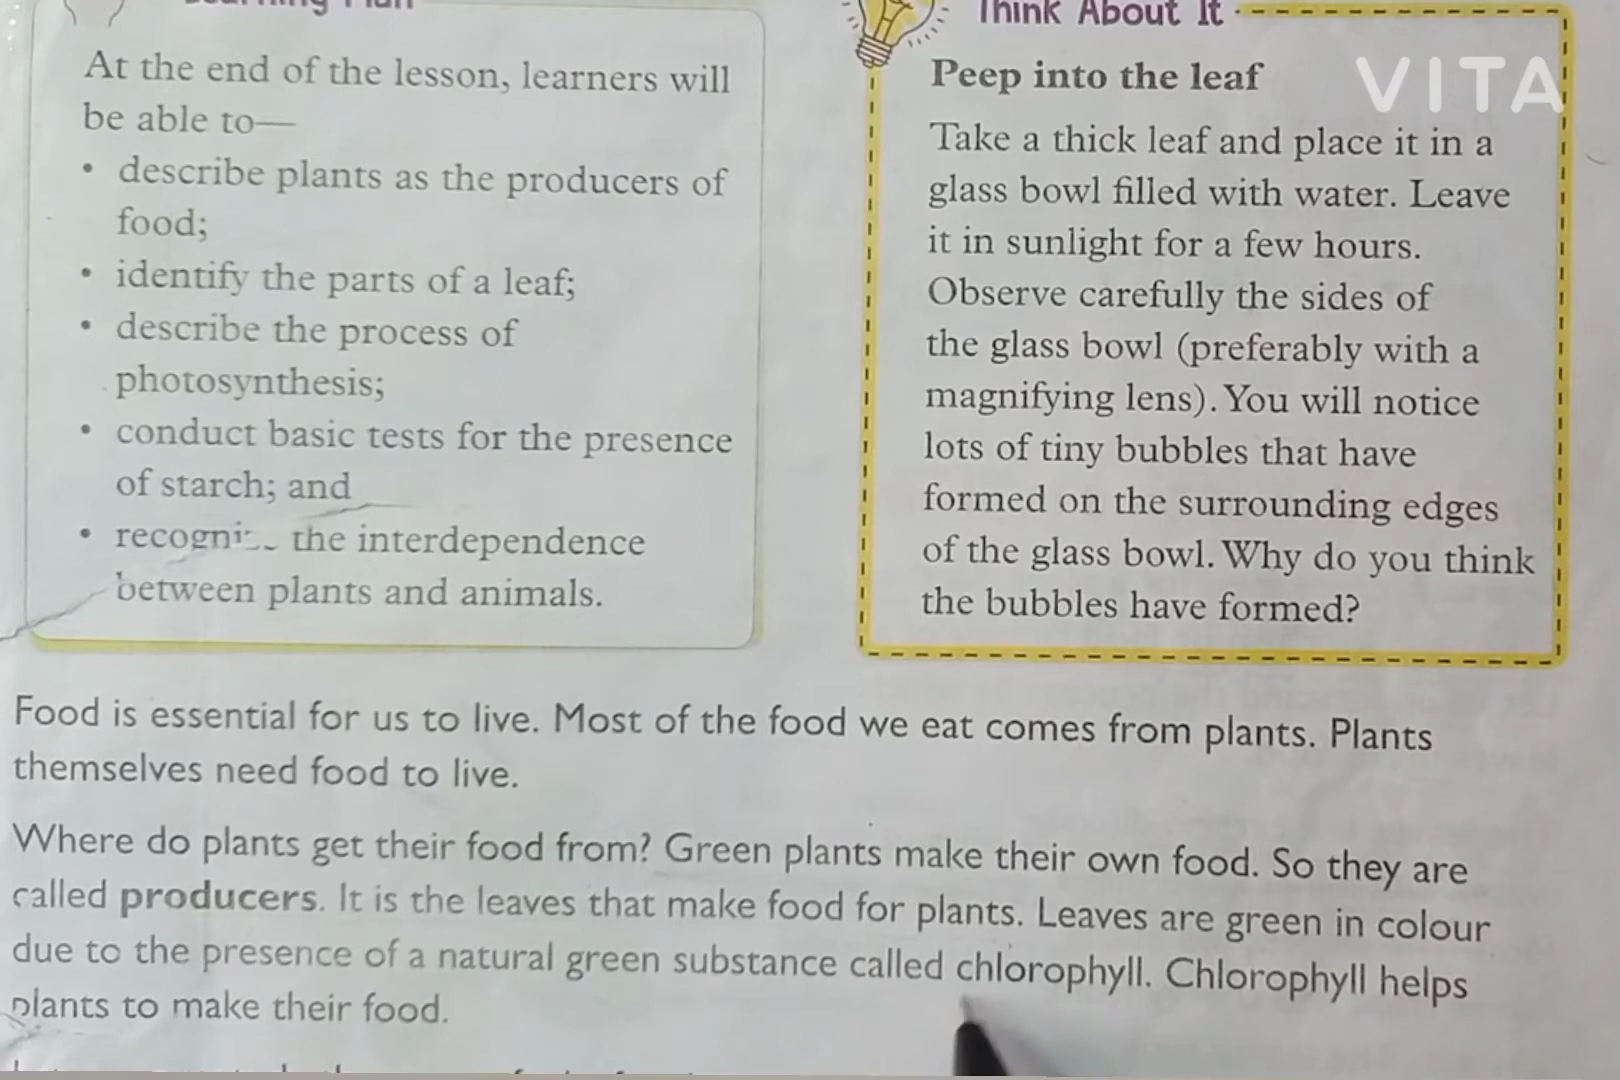 Learning Plan
At the end of the lesson, learners will
be able to—
• describe plants as the producers of
food;
• identify the parts of a leaf;
• describe the process of
photosynthesis;
• conduct basic tests for the presence
of starch; and
• the interdependence
between plants and animals.
Think About It
VITA
Peep into the leaf
Take a thick leaf and place it in a
glass bowl filled with water. Leave
it in sunlight for a few hours.
Observe carefully the sides of
the glass bowl (preferably with a
magnifying lens). You will notice
lots of tiny bubbles that have
formed on the surrounding edges
of the glass bowl. Why do you think
the bubbles have formed?
Food is essential for us to live. Most of the food we eat comes from plants. Plants
themselves need food to live.
Where do plants get their food from? Green plants make their own food. So they are
called producers. It is the leaves that make food for plants. Leaves are green in colour
due to the presence of a natural green substance called chlorophyll. Chlorophyll helps
plants to make their food.